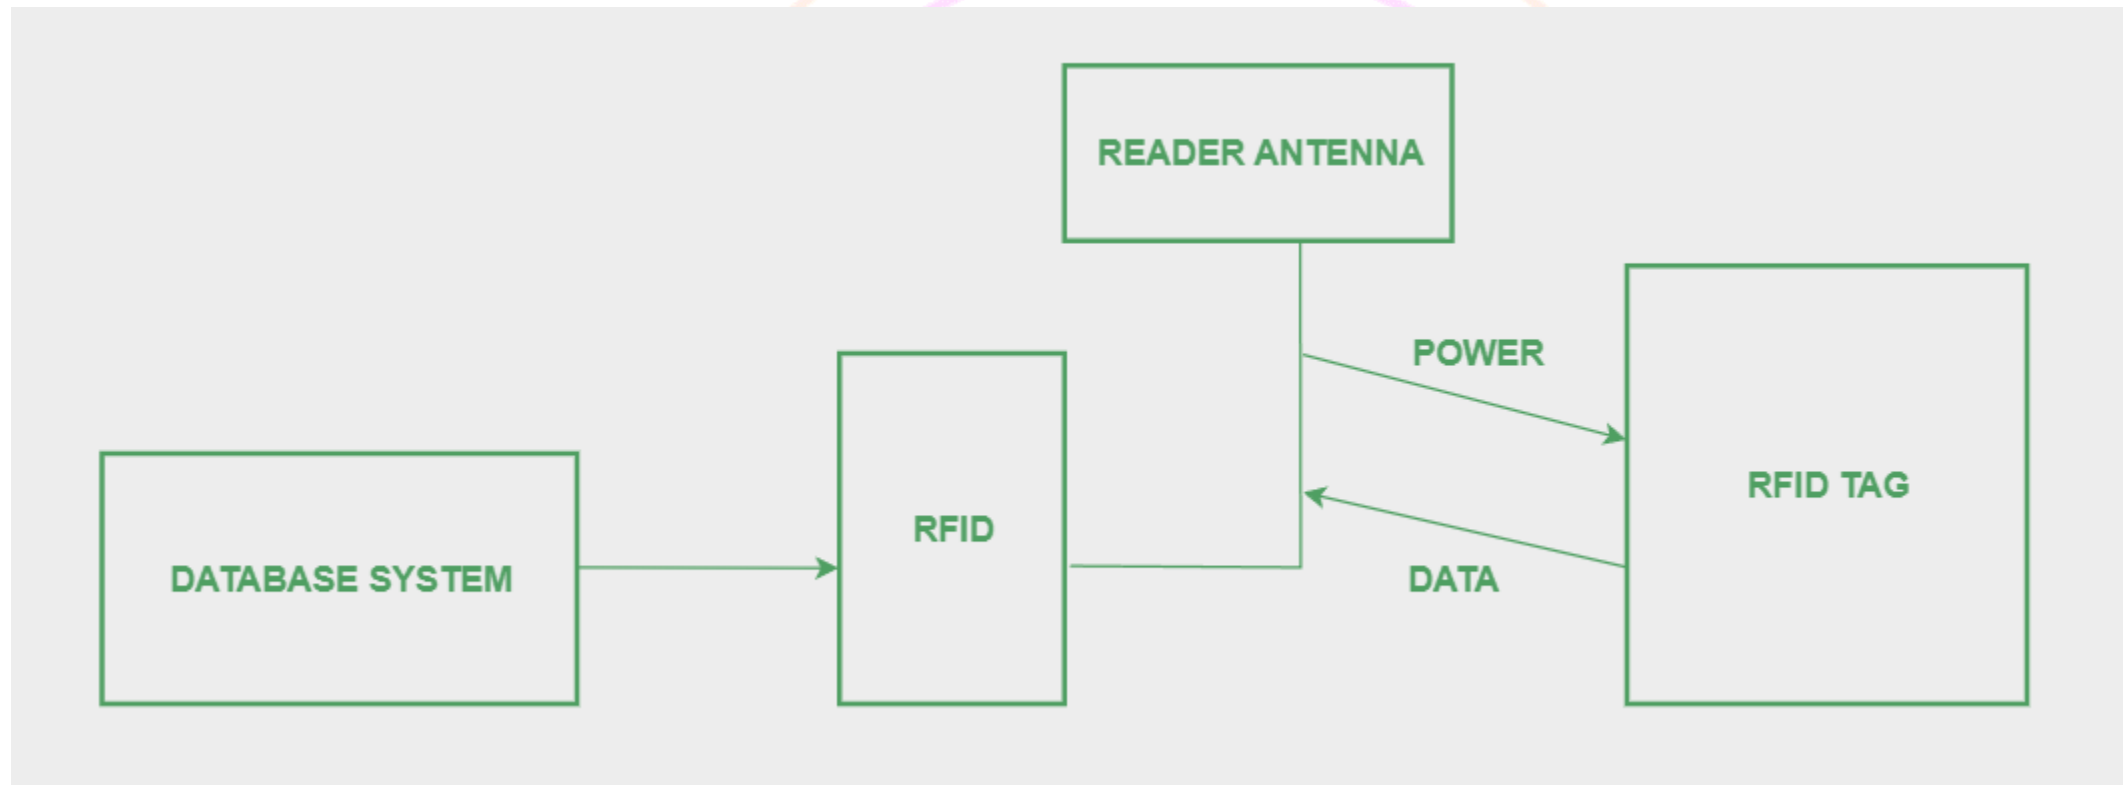 READER ANTENNA
POWER
RFID TAG
RFID
DATABASE SYSTEM
DATA